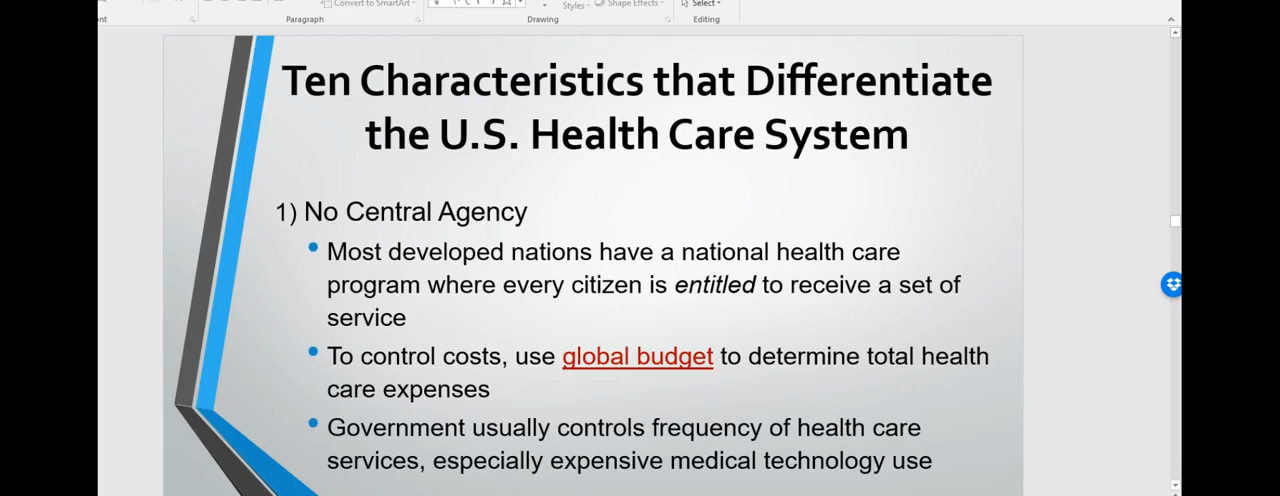 Convert to SmartArt
Styles
Shape Effects
Select
Paragraph
Drawing
Editing
Ten Characteristics that Differentiate
the U.S. Health Care System
1) No Central Agency
• Most developed nations have a national health care
program where every citizen is entitled to receive a set of
service
• To control costs, use global budget to determine total health
care expenses
• Government usually controls frequency of health care
services, especially expensive medical technology use